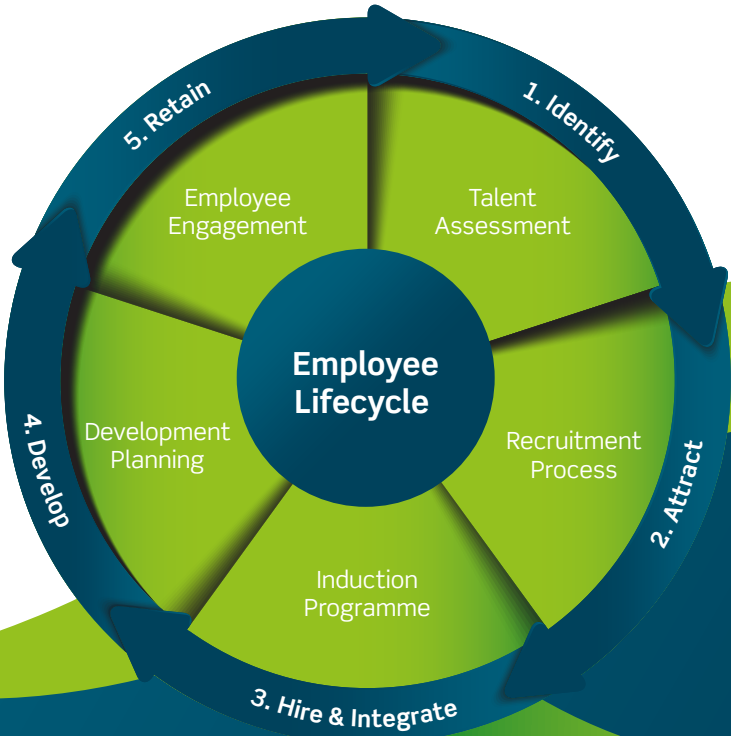 Employee
Lifecycle
1. Identify
Talent
Assessment
2. Attract
Recruitment
Process
3. Hire & Integrate
Induction
Programme
4. Develop
Development
Planning
5. Retain
Employee
Engagement